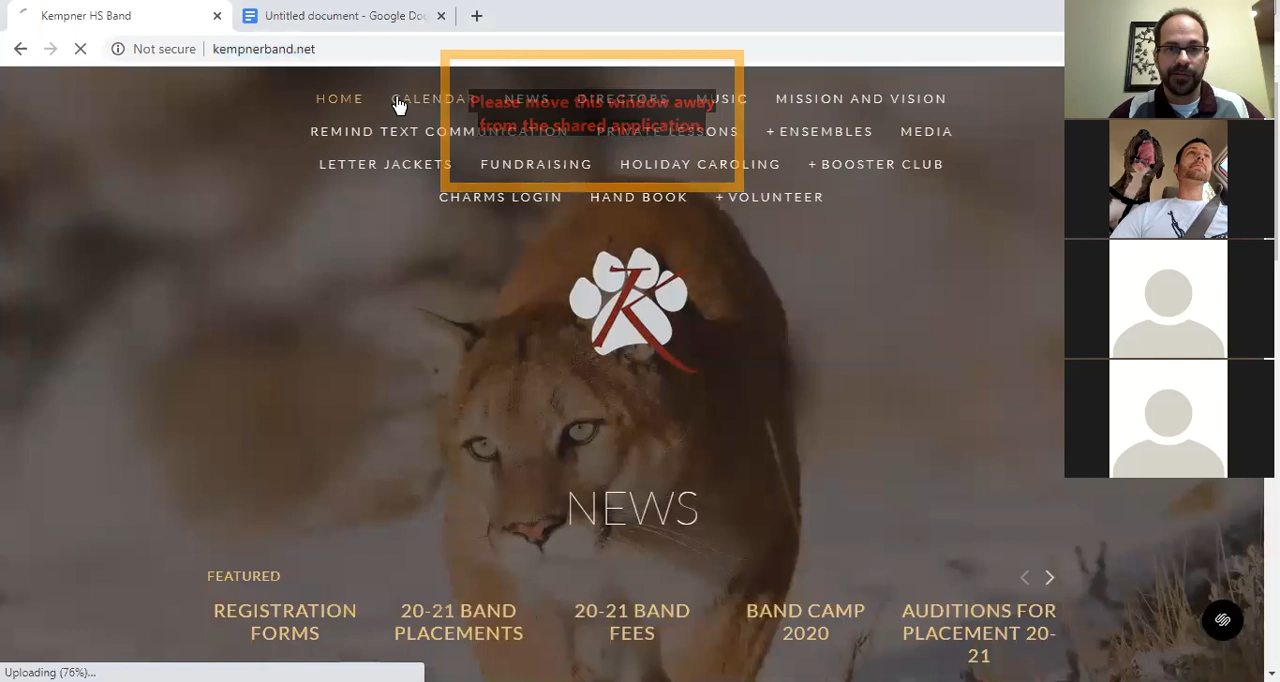 Kempner HS Band
Untitled document - Google Doc
Not secure
kempnerband.net
HOME CALENDAR NEWS DIRECTORS MUSIC MISSION AND VISION
Please move this window away
from the shared application.
REMIND TEXT COMMUNICATION PRIVATE LESSONS + ENSEMBLES MEDIA
LETTER JACKETS FUNDRAISING HOLIDAY CAROLING + BOOSTER CLUB
CHARMS LOGIN HAND BOOK + VOLUNTEER
K
NEWS
FEATURED
REGISTRATION
FORMS
20-21 BAND
PLACEMENTS
20-21 BAND
FEES
BAND CAMP
2020
AUDITIONS FOR
PLACEMENT 20-
21
Uploading (76%)...